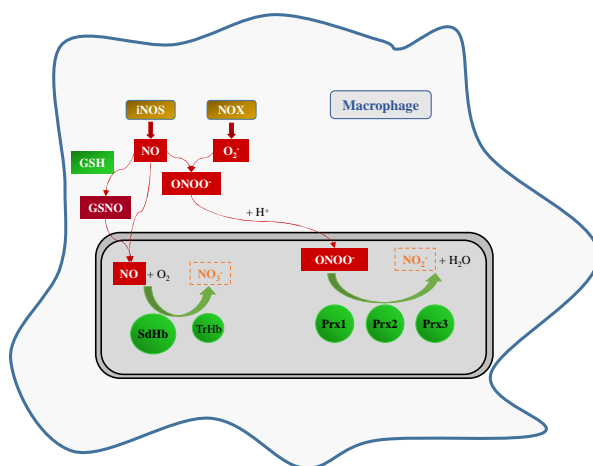 Macrophage
iNOS
NOX
NO
O₂⁻
GSH
ONOO⁻
GSNO
+ H⁺
NO
+ O₂
NO₃⁻
ONOO⁻
NO₂⁻
+ H₂O
SdHb
TrHb
Prx1
Prx2
Prx3